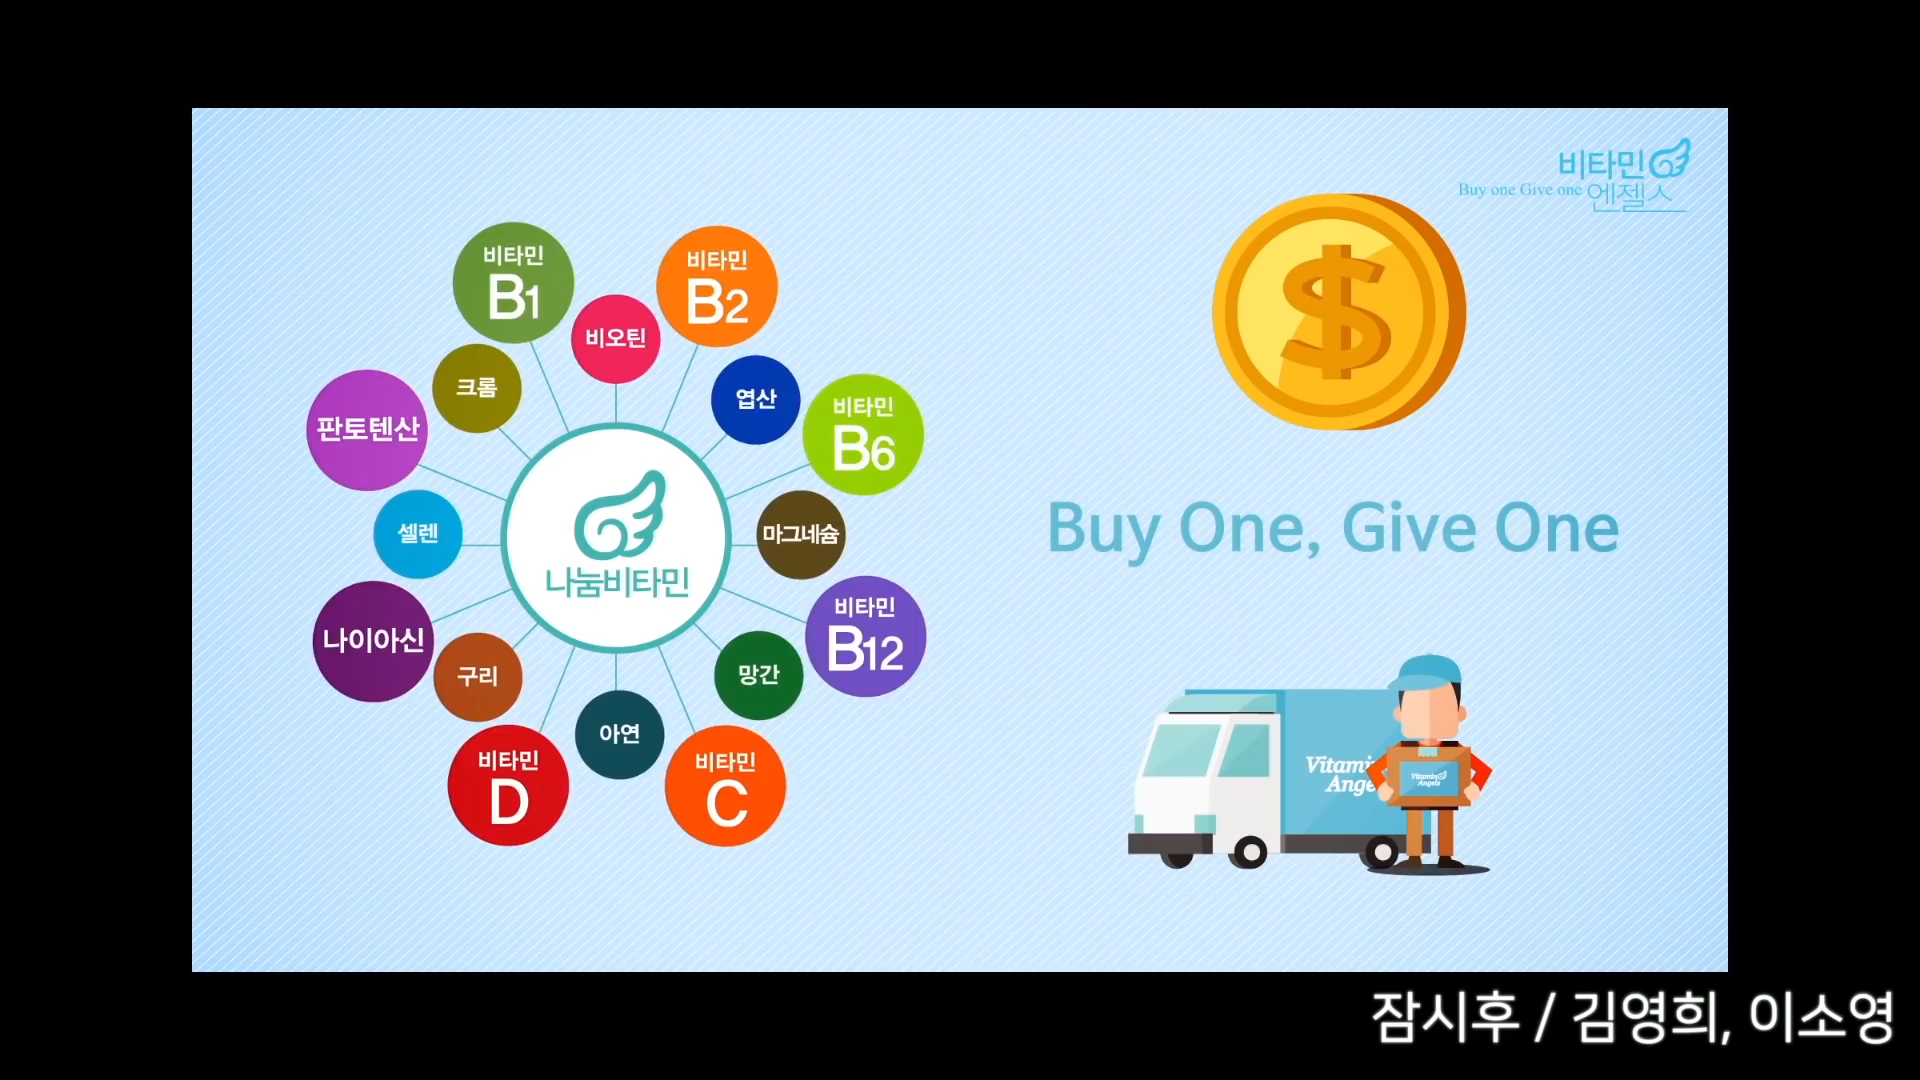 비타민
Buy one Give one 엔젤스
비타민
B1
비타민
B2
비오틴
크롬
엽산
비타민
B6
판토텐산
셀렌
마그네슘
나눔비타민
나이아신
비타민
B12
구리
망간
아연
비타민
D
비타민
C
Buy One, Give One
Vitamin
Angels
잠시후 / 김영희, 이소영